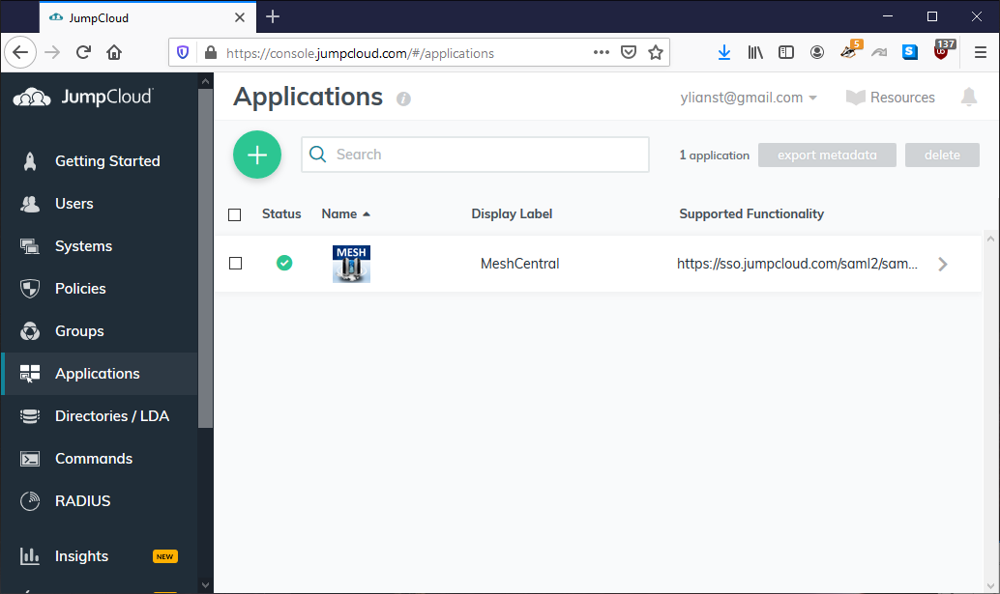 JumpCloud
https://console.jumpcloud.com/#/applications
5
137
JumpCloud
Getting Started
Users
Systems
Policies
Groups
Applications
Directories / LDA
Commands
RADIUS
Insights NEW
Applications
ylianst@gmail.com
Resources
Search
1 application
export metadata
delete
Status Name Display Label Supported Functionality
MESH
MeshCentral
https://sso.jumpcloud.com/saml2/sam...